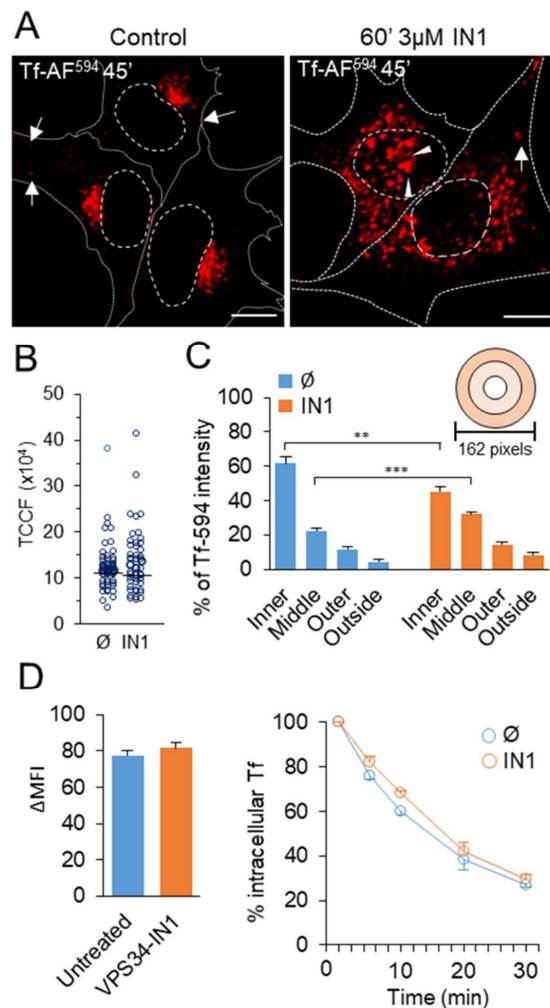 A
Control
60' 3µM IN1
Tf-AF594 45'
Tf-AF594 45'
B
TCCF (x10⁴)
50
40
30
20
10
0
Ø IN1
C
Ø
IN1
% of Tf-594 intensity
100
80
60
40
20
0
**
***
162 pixels
Inner
Middle
Outer
Outside
Inner
Middle
Outer
Outside
D
ΔMFI
100
80
60
40
20
0
Untreated
VPS34-IN1
% intracellular Tf
100
80
60
40
20
0
Ø
IN1
10 20 30
Time (min)